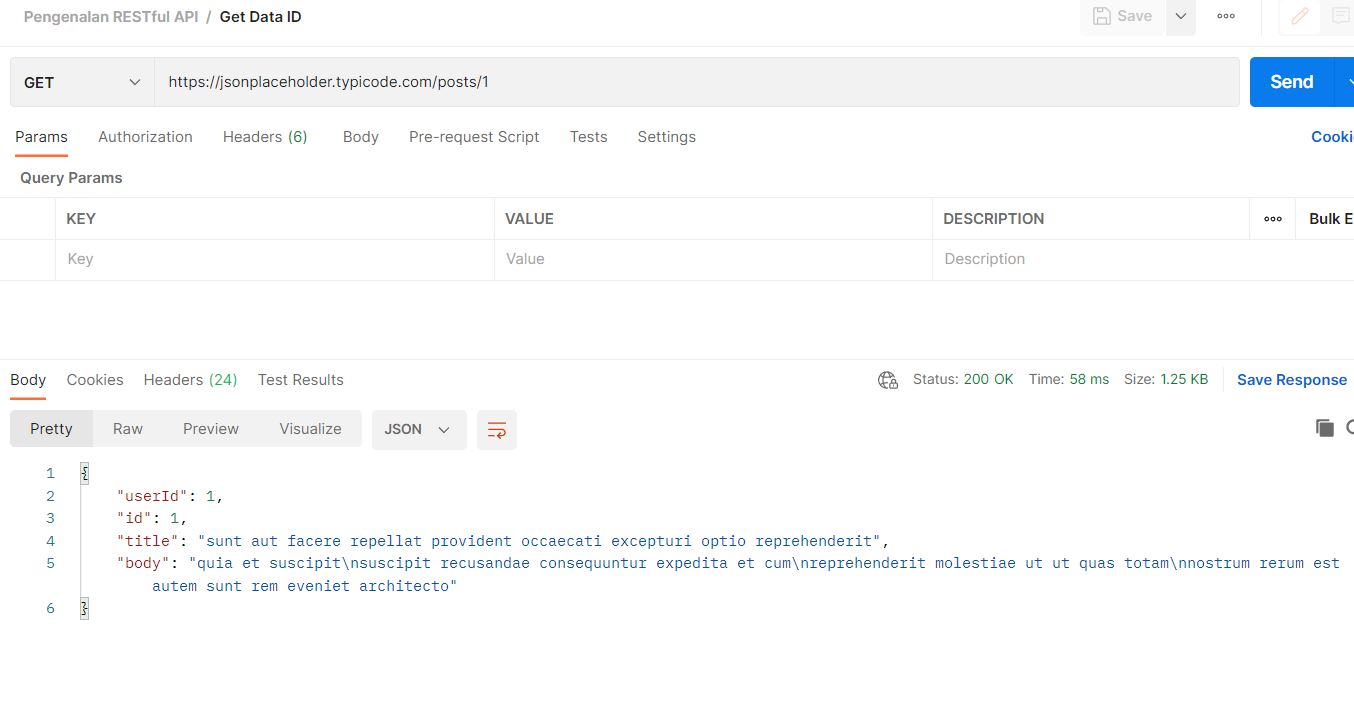 Pengenalan RESTful API / Get Data ID
Save
GET
https://jsonplaceholder.typicode.com/posts/1
Send
Params Authorization Headers (6) Body Pre-request Script Tests Settings
Cooki
Query Params
KEY VALUE DESCRIPTION Bulk E
Key Value Description
Body Cookies Headers (24) Test Results
Status: 200 OK Time: 58 ms Size: 1.25 KB Save Response
Pretty Raw Preview Visualize JSON
1 {
2 "userId": 1,
3 "id": 1,
4 "title": "sunt aut facere repellat provident occaecati excepturi optio reprehenderit",
5 "body": "quia et suscipit\nsuscipit recusandae consequuntur expedita et cum\nreprehenderit molestiae ut ut quas totam\nnostrum rerum est
autem sunt rem eveniet architecto"
6 }